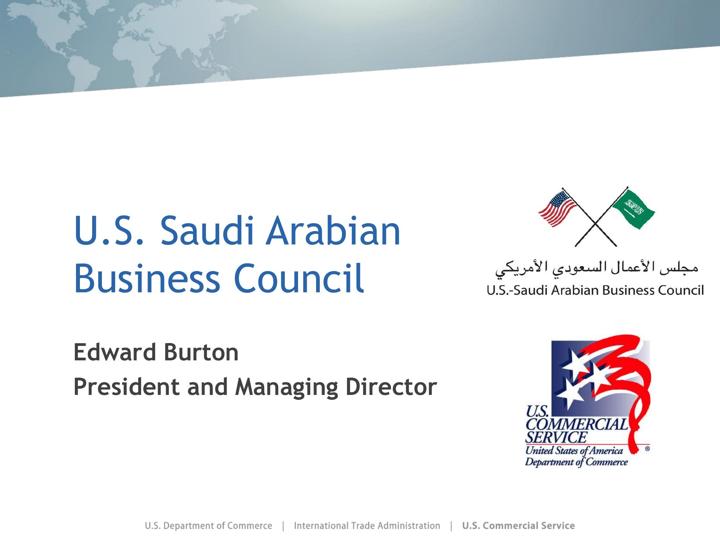 U.S. Saudi Arabian
Business Council
Edward Burton
President and Managing Director
مجلس الأعمال السعودي الأمريكي
U.S.-Saudi Arabian Business Council
U.S.
COMMERCIAL
SERVICE
United States of America
Department of Commerce
®
U.S. Department of Commerce | International Trade Administration | U.S. Commercial Service